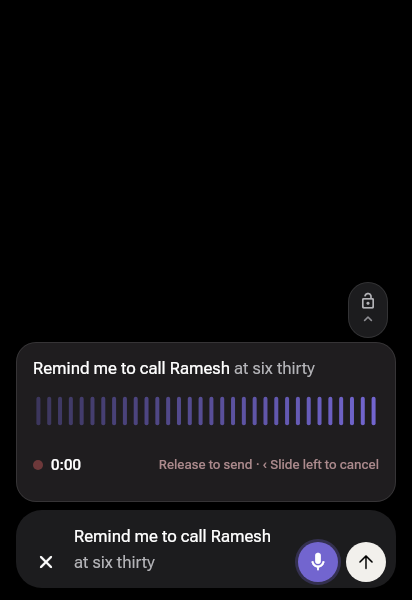 Remind me to call Ramesh at six thirty
0:00
Release to send · ‹ Slide left to cancel
Remind me to call Ramesh
at six thirty